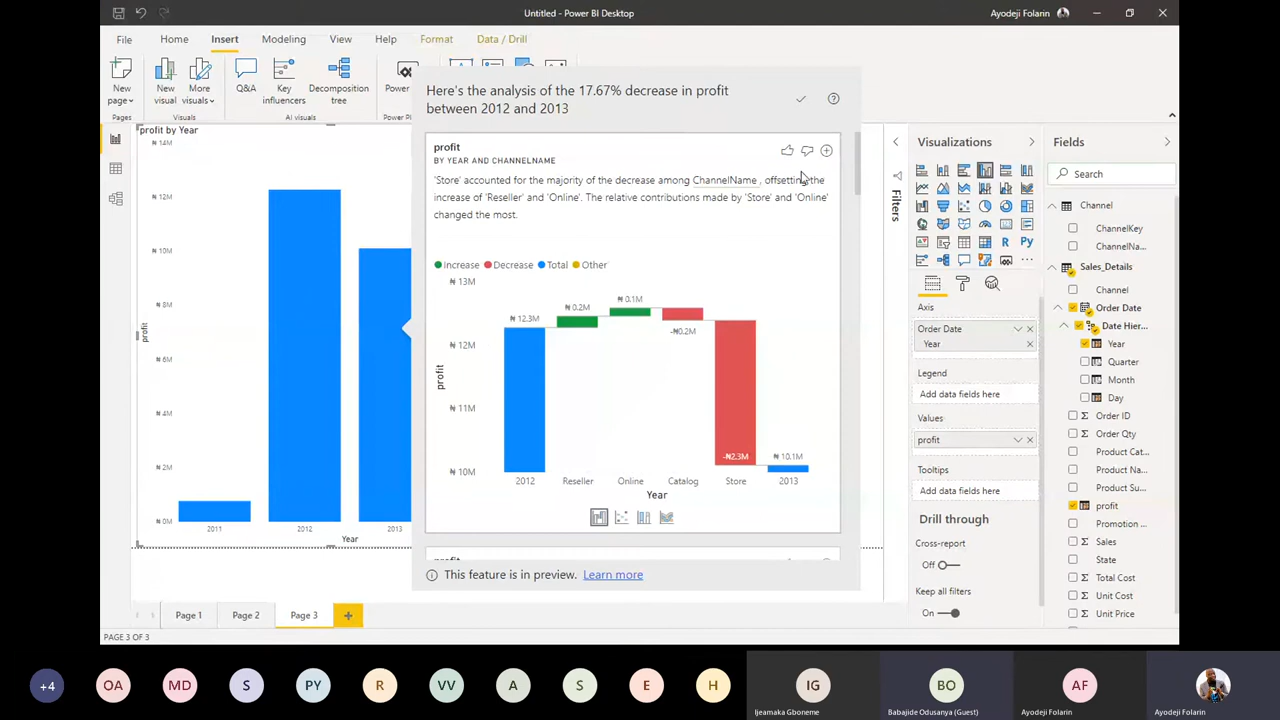 Untitled - Power BI Desktop
Ayodeji Folarin
File
Home
Insert
Modeling
View
Help
Format
Data / Drill
New page
New visual
More visuals
Q&A
Key influencers
Decomposition tree
Power
Pages
Visuals
AI visuals
Power Pl
profit by Year
₦ 14M
₦ 12M
₦ 10M
₦ 8M
₦ 6M
₦ 4M
₦ 2M
₦ 0M
profit
2011
2012
2013
Year
Here's the analysis of the 17.67% decrease in profit
between 2012 and 2013
profit
BY YEAR AND CHANNELNAME
'Store' accounted for the majority of the decrease among ChannelName , offsetting the
increase of 'Reseller' and 'Online'. The relative contributions made by 'Store' and 'Online'
changed the most.
Increase
Decrease
Total
Other
₦ 13M
₦ 12M
₦ 11M
₦ 10M
profit
₦ 12.3M
₦ 0.2M
₦ 0.1M
-₦0.2M
-₦2.3M
₦ 10.1M
2012
Reseller
Online
Catalog
Store
2013
Year
This feature is in preview. Learn more
Filters
Visualizations
Axis
Order Date
Year
Legend
Add data fields here
Values
profit
Tooltips
Add data fields here
Drill through
Cross-report
Off
Keep all filters
On
Fields
Search
Channel
ChannelKey
ChannelNa...
Sales_Details
Channel
Order Date
Date Hier...
Year
Quarter
Month
Day
Order ID
Order Qty
Product Cat...
Product Na...
Product Su...
profit
Promotion ...
Sales
State
Total Cost
Unit Cost
Unit Price
Page 1
Page 2
Page 3
PAGE 3 OF 3
+4
OA
MD
S
PY
R
VV
A
S
E
H
IG
Ijeamaka Gboneme
BO
Babajide Odusanya (Guest)
AF
Ayodeji Folarin
Ayodeji Folarin